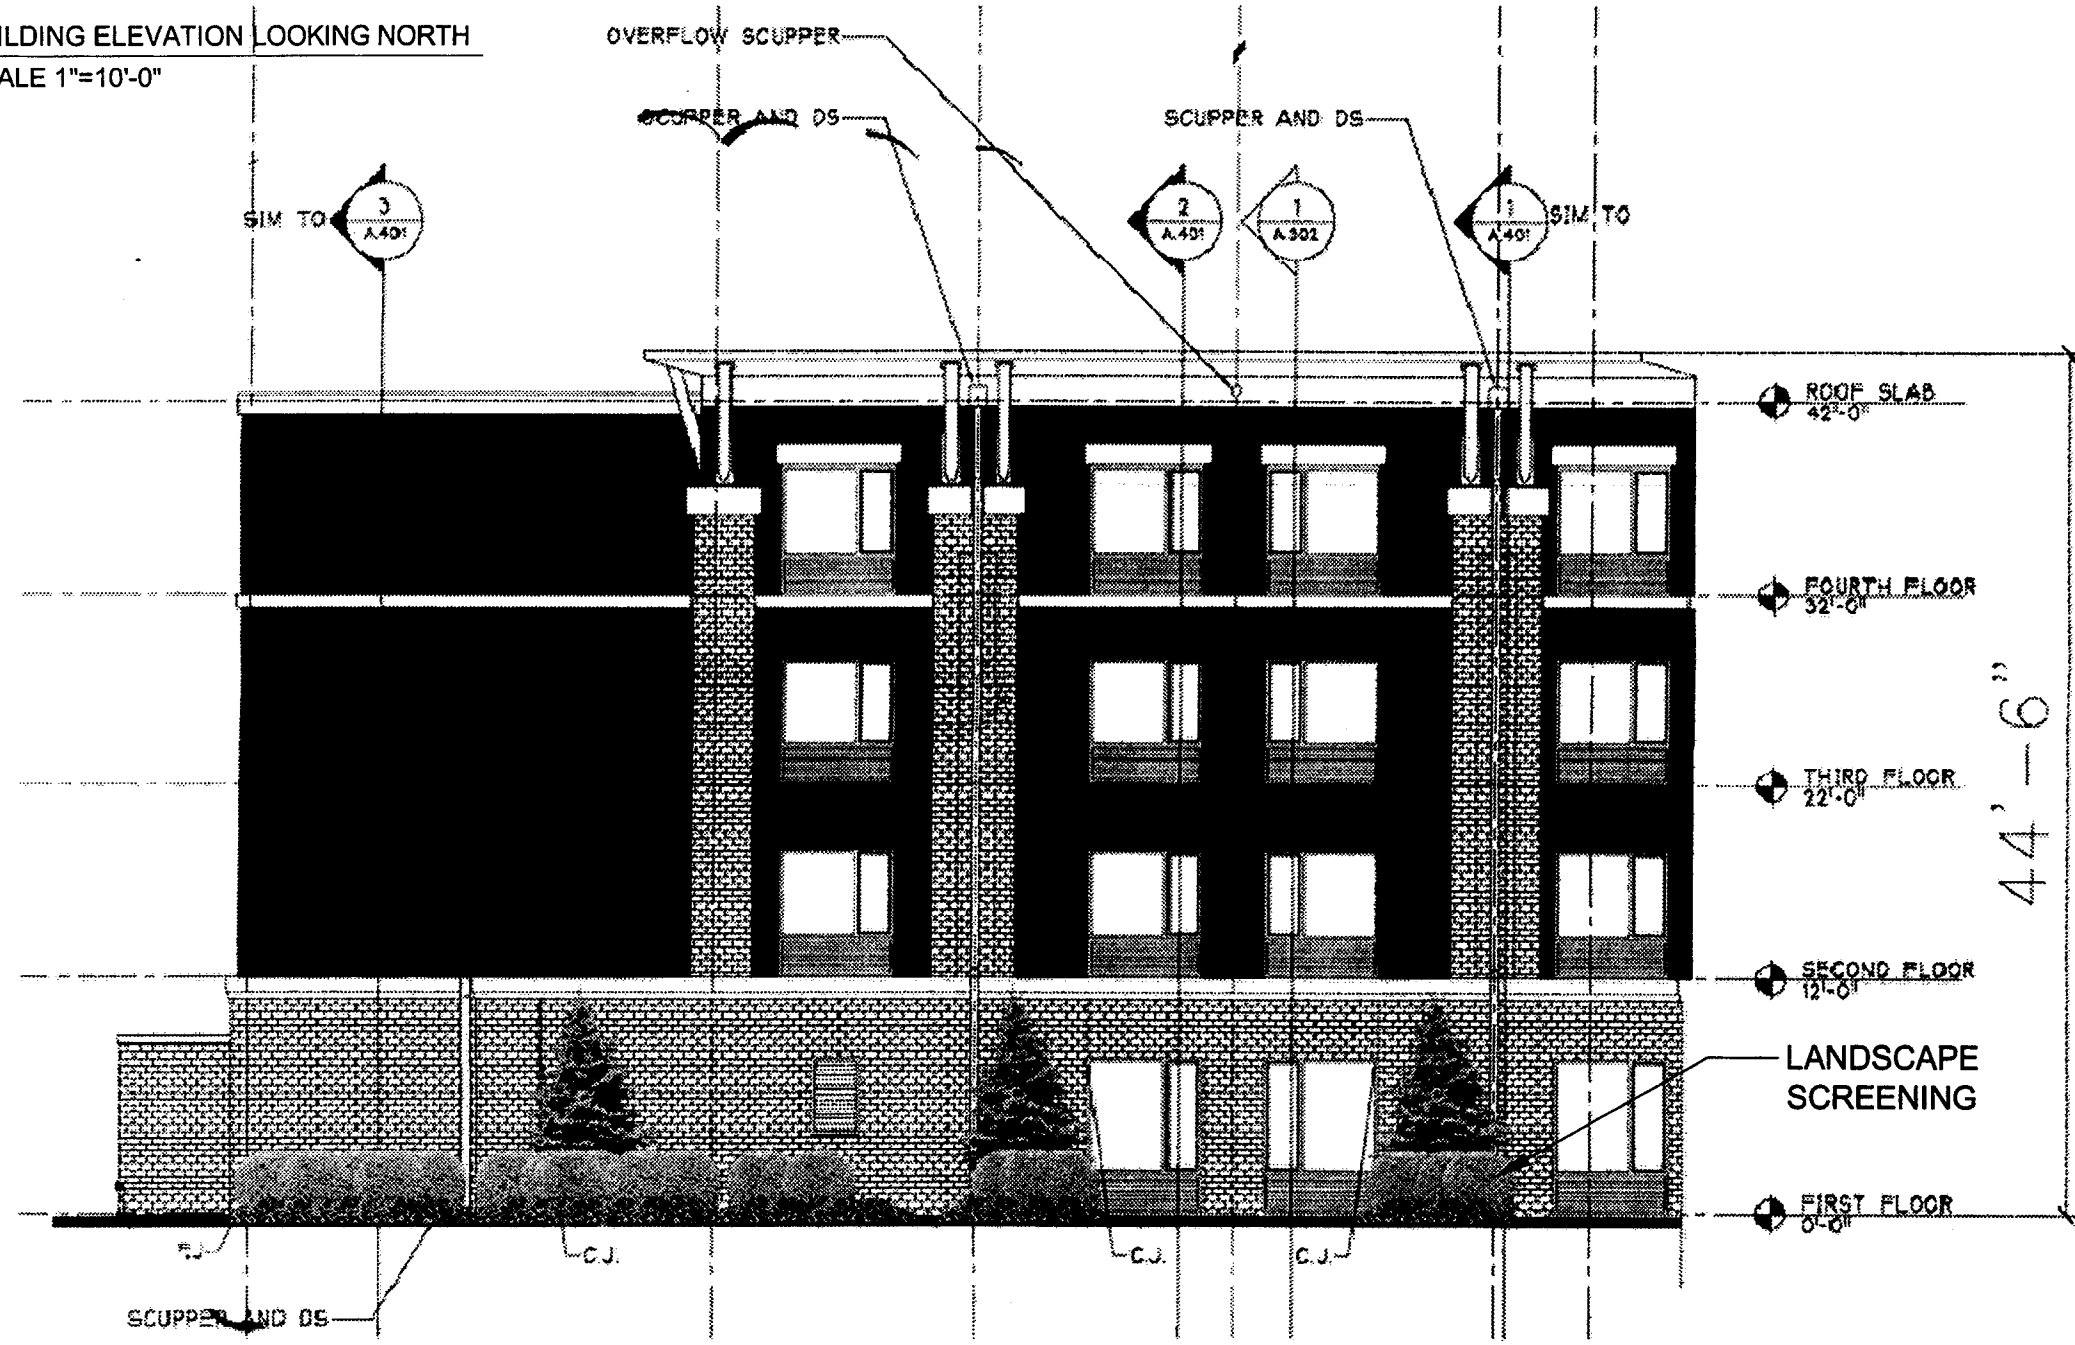 ILDING ELEVATION LOOKING NORTH
ALE 1"=10'-0"
OVERFLOW SCUPPER
SCUPPER AND DS
SCUPPER AND DS
SIM TO
3
A.401
2
A.401
1
A.302
1
A.401
SIM TO
ROOF SLAB
42'-0"
FOURTH FLOOR
32'-0"
THIRD FLOOR
22'-0"
44'-6"
SECOND FLOOR
12'-0"
LANDSCAPE
SCREENING
FIRST FLOOR
0'-0"
C.J.
C.J.
C.J.
SCUPPER AND DS